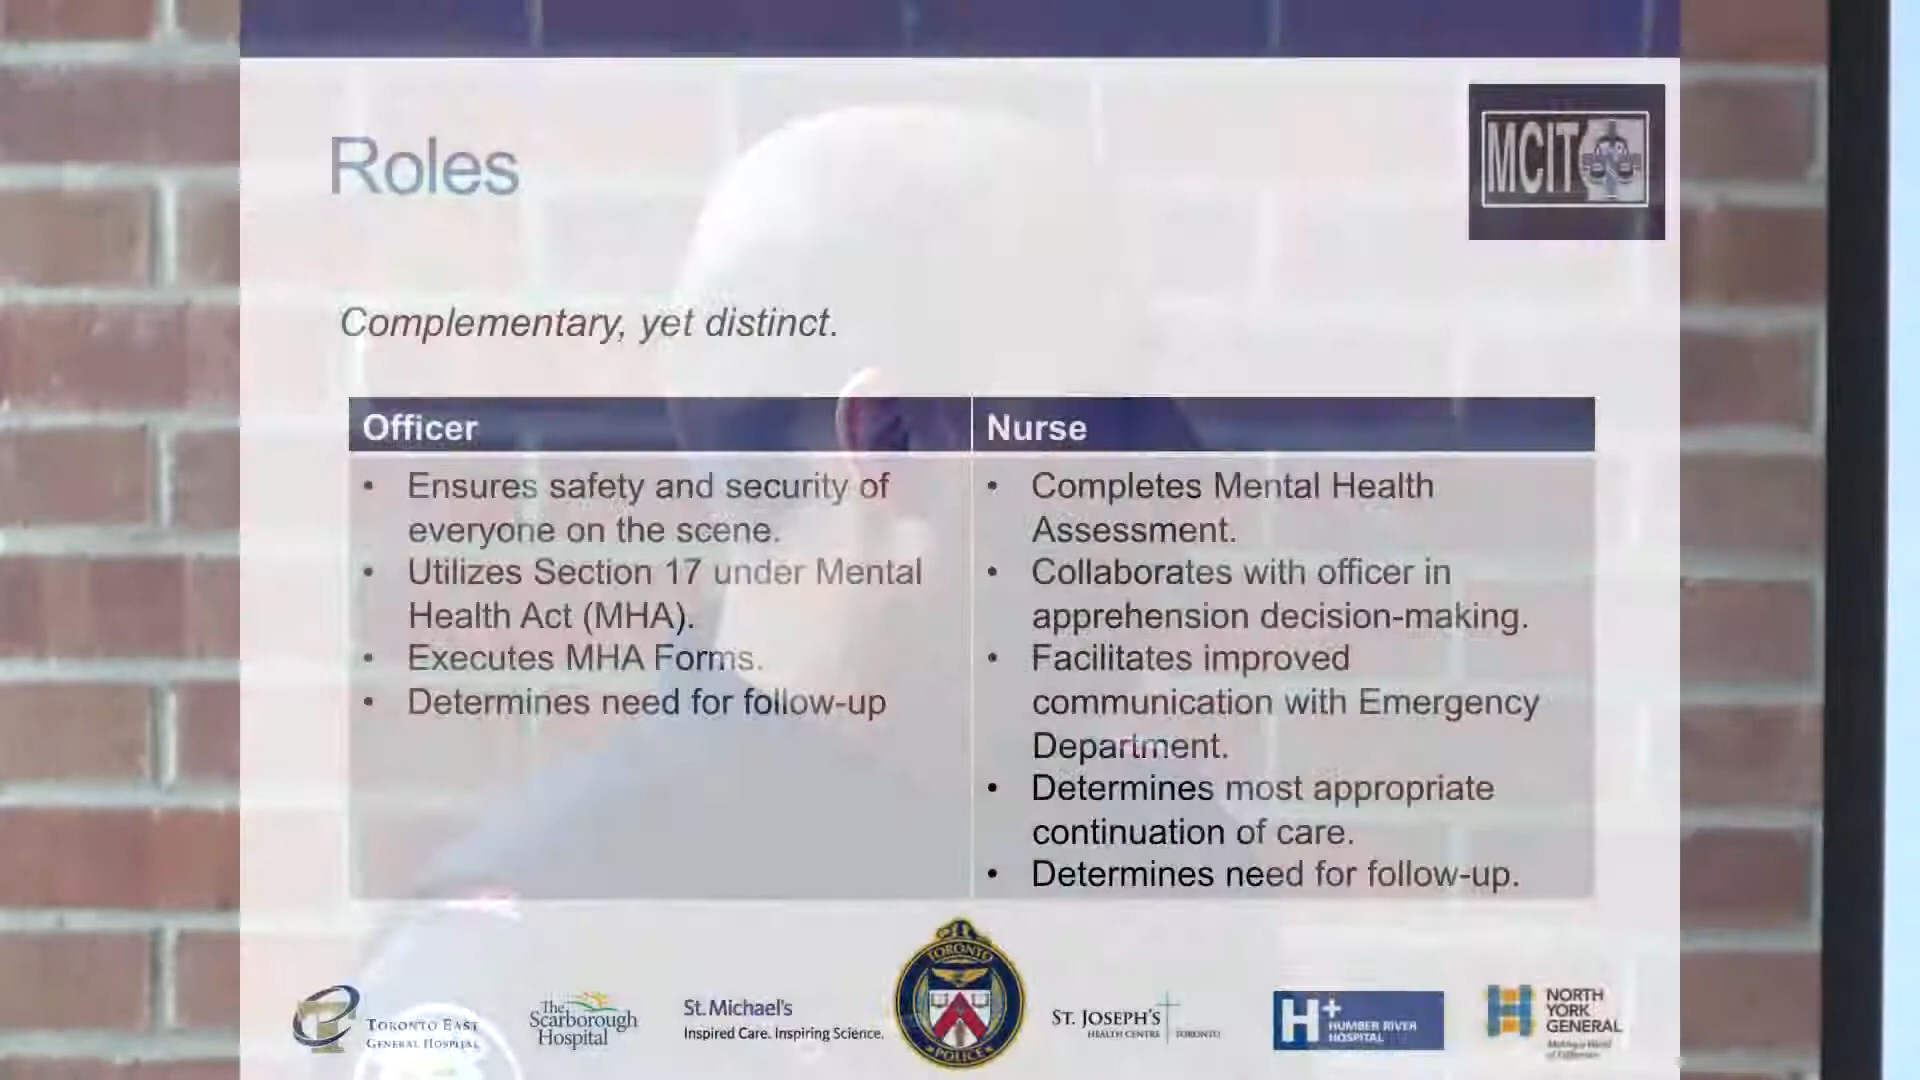 MCIT
Roles
Complementary, yet distinct.
Officer
• Ensures safety and security of
everyone on the scene.
• Utilizes Section 17 under Mental
Health Act (MHA).
• Executes MHA Forms.
• Determines need for follow-up
Nurse
• Completes Mental Health
Assessment.
• Collaborates with officer in
apprehension decision-making.
• Facilitates improved
communication with Emergency
Department.
• Determines most appropriate
continuation of care.
• Determines need for follow-up.
TORONTO EAST
GENERAL HOSPITAL
The
Scarborough
Hospital
St. Michael's
Inspired Care. Inspiring Science.
TORONTO
POLICE
ST. JOSEPH'S
HEALTH CENTRE TORONTO
H+
HUMBER RIVER
HOSPITAL
NORTH
YORK
GENERAL
Making a World
of Difference